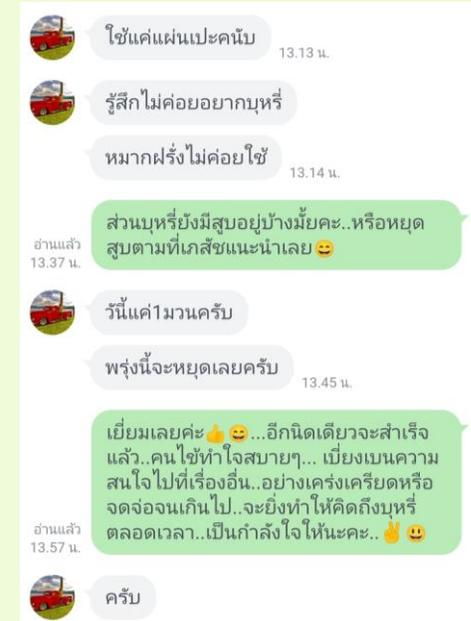 ใช้แค่แผ่นเปะคนับ
13.13 น.
รู้สึกไม่ค่อยอยากบุหรี่
หมากฝรั่งไม่ค่อยใช้
13.14 น.
ส่วนบุหรี่ยังมีสูบอยู่บ้างมั้ยคะ..หรือหยุด
สูบตามที่เภสัชแนะนำเลย😄
อ่านแล้ว
13.37 น.
วันนี้แค่1มวนครับ
พรุ่งนี้จะหยุดเลยครับ
13.45 น.
เยี่ยมเลยค่ะ👍😄...อีกนิดเดียวจะสำเร็จ
แล้ว..คนไข้ทำใจสบายๆ... เบี่ยงเบนความ
สนใจไปที่เรื่องอื่น..อย่าเคร่งเครียดหรือ
จดจ่อจนเกินไป..จะยิ่งทำให้คิดถึงบุหรี่
ตลอดเวลา..เป็นกำลังใจให้นะคะ..✌️😃
อ่านแล้ว
13.57 น.
ครับ